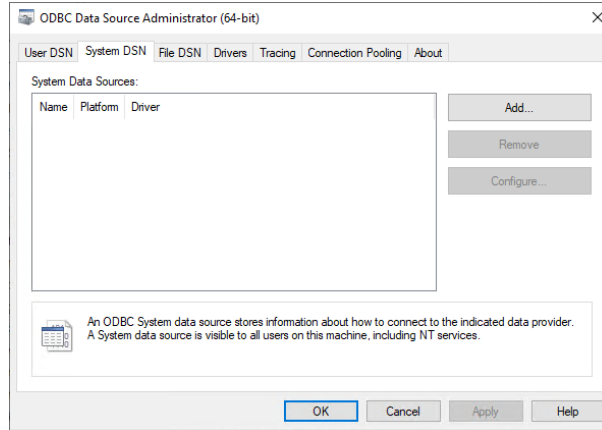 ODBC Data Source Administrator (64-bit)
User DSN System DSN File DSN Drivers Tracing Connection Pooling About
System Data Sources:
Name Platform Driver
Add...
Remove
Configure...
An ODBC System data source stores information about how to connect to the indicated data provider.
A System data source is visible to all users on this machine, including NT services.
OK Cancel Apply Help